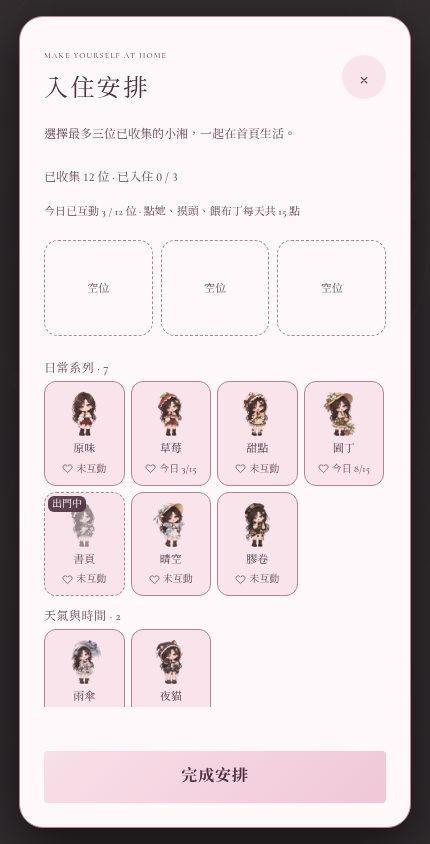 MAKE YOURSELF AT HOME
入住安排
×
選擇最多三位已收集的小湘，一起在首頁生活。
已收集 12 位 · 已入住 0 / 3
今日已互動 3 / 12 位 · 點她、摸頭、餵布丁每天共 15 點
空位 空位 空位
日常系列 · 7
原味 草莓 甜點 園丁
♡ 未互動 ♡ 今日 3/15 ♡ 未互動 ♡ 今日 8/15
出門中
書頁 晴空 膠卷
♡ 未互動 ♡ 未互動 ♡ 未互動
天氣與時間 · 2
雨傘 夜貓
完成安排